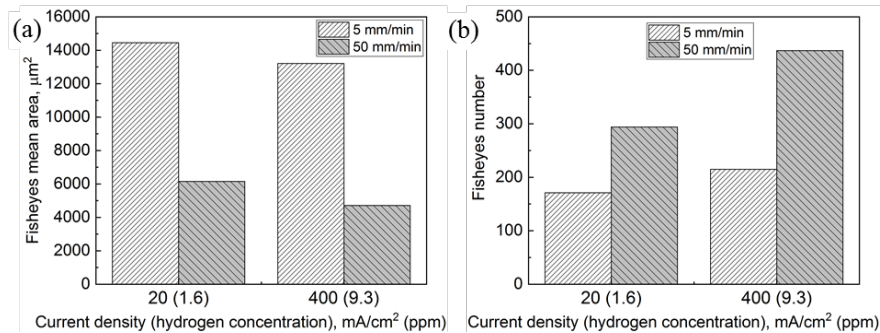 (a)
16000
14000
12000
10000
8000
6000
4000
2000
0
Fisheyes mean area, μm²
5 mm/min
50 mm/min
20 (1.6)
400 (9.3)
Current density (hydrogen concentration), mA/cm² (ppm)
(b)
500
400
300
200
100
0
Fisheyes number
5 mm/min
50 mm/min
20 (1.6)
400 (9.3)
Current density (hydrogen concentration), mA/cm² (ppm)